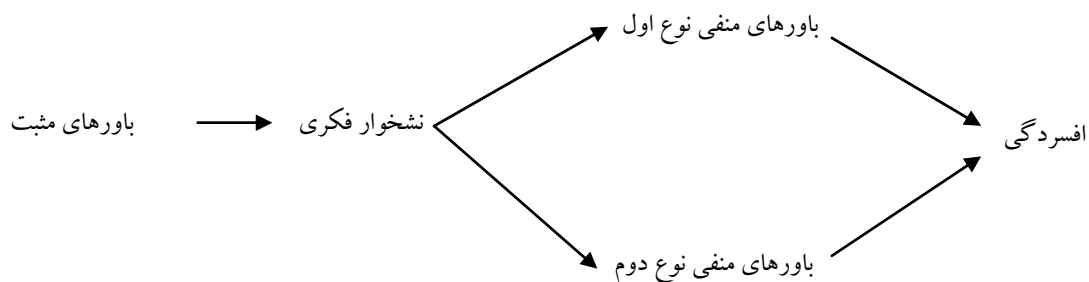 باورهای منفی نوع اول
باورهای مثبت
نشخوار فکری
افسردگی
باورهای منفی نوع دوم